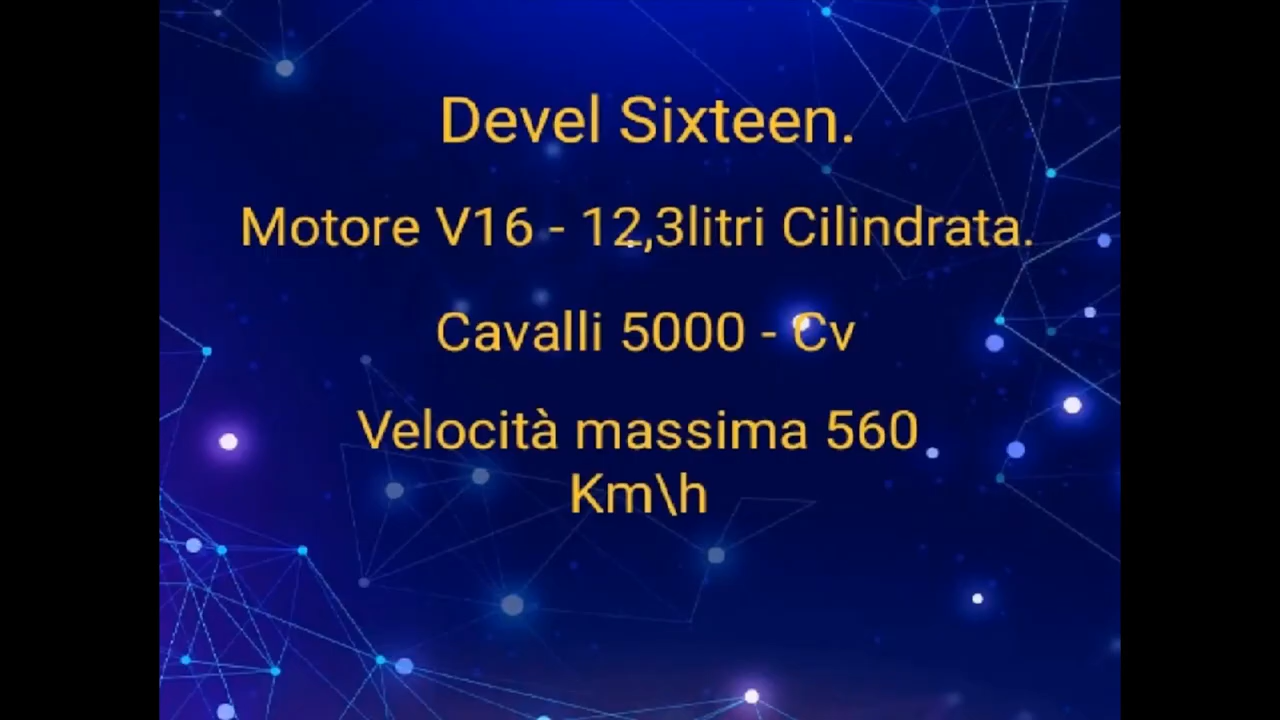 Devel Sixteen.
Motore V16 - 12,3litri Cilindrata.
Cavalli 5000 - Cv
Velocità massima 560
Km\h